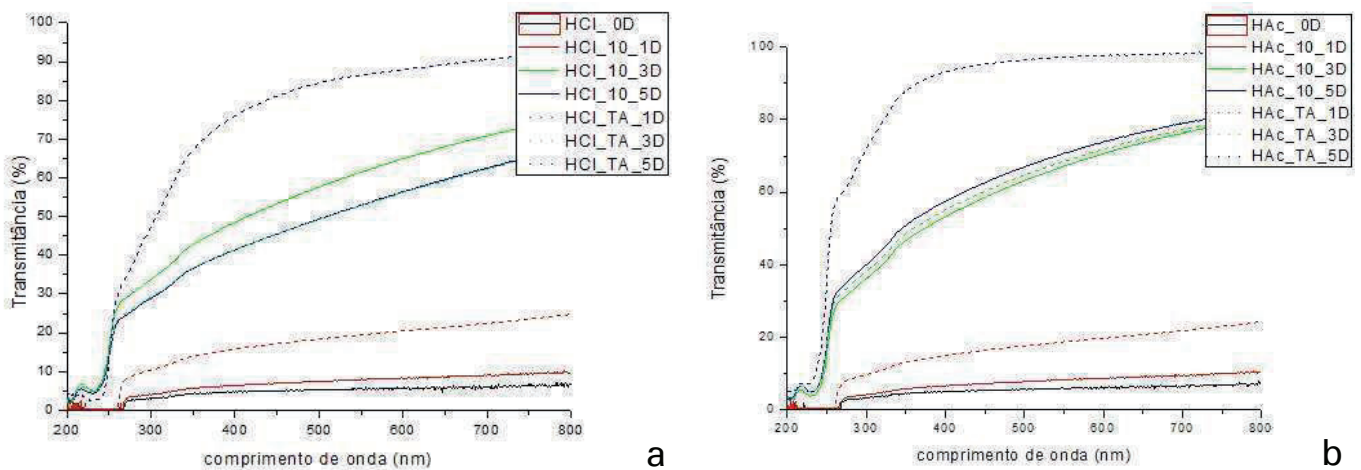 100
90
80
70
60
50
40
30
20
10
0
Transmitância (%)
200 300 400 500 600 700 800
comprimento de onda (nm)
HCl_0D
HCl_10_1D
HCl_10_3D
HCl_10_5D
HCl_TA_1D
HCl_TA_3D
HCl_TA_5D
a
100
80
60
40
20
0
Transmitância (%)
200 300 400 500 600 700 800
comprimento de onda (nm)
HAc_0D
HAc_10_1D
HAc_10_3D
HAc_10_5D
HAc_TA_1D
HAc_TA_3D
HAc_TA_5D
b